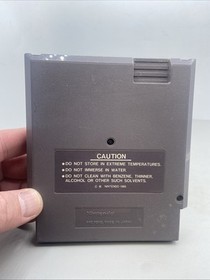 CAUTION
•DO NOT STORE IN EXTREME TEMPERATURES.
•DO NOT IMMERSE IN WATER.
•DO NOT CLEAN WITH BENZENE, THINNER,
ALCOHOL OR OTHER SUCH SOLVENTS.
NINTENDO